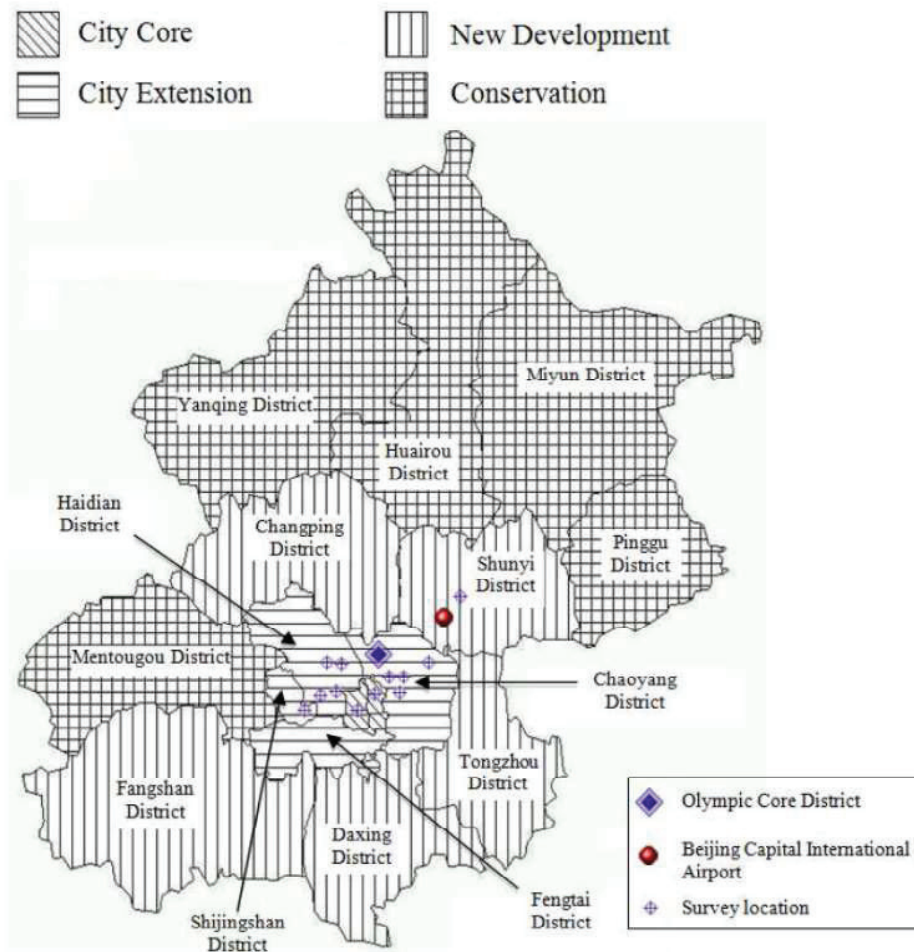 City Core
New Development
City Extension
Conservation
Miyun District
Yanqing District
Huairou
District
Haidian
District
Changping
District
Shunyi
District
Pinggu
District
Mentougou District
Chaoyang
District
Tongzhou
District
Fangshan
District
Daxing
District
Olympic Core District
Beijing Capital International
Airport
Survey location
Fengtai
District
Shijingshan
District